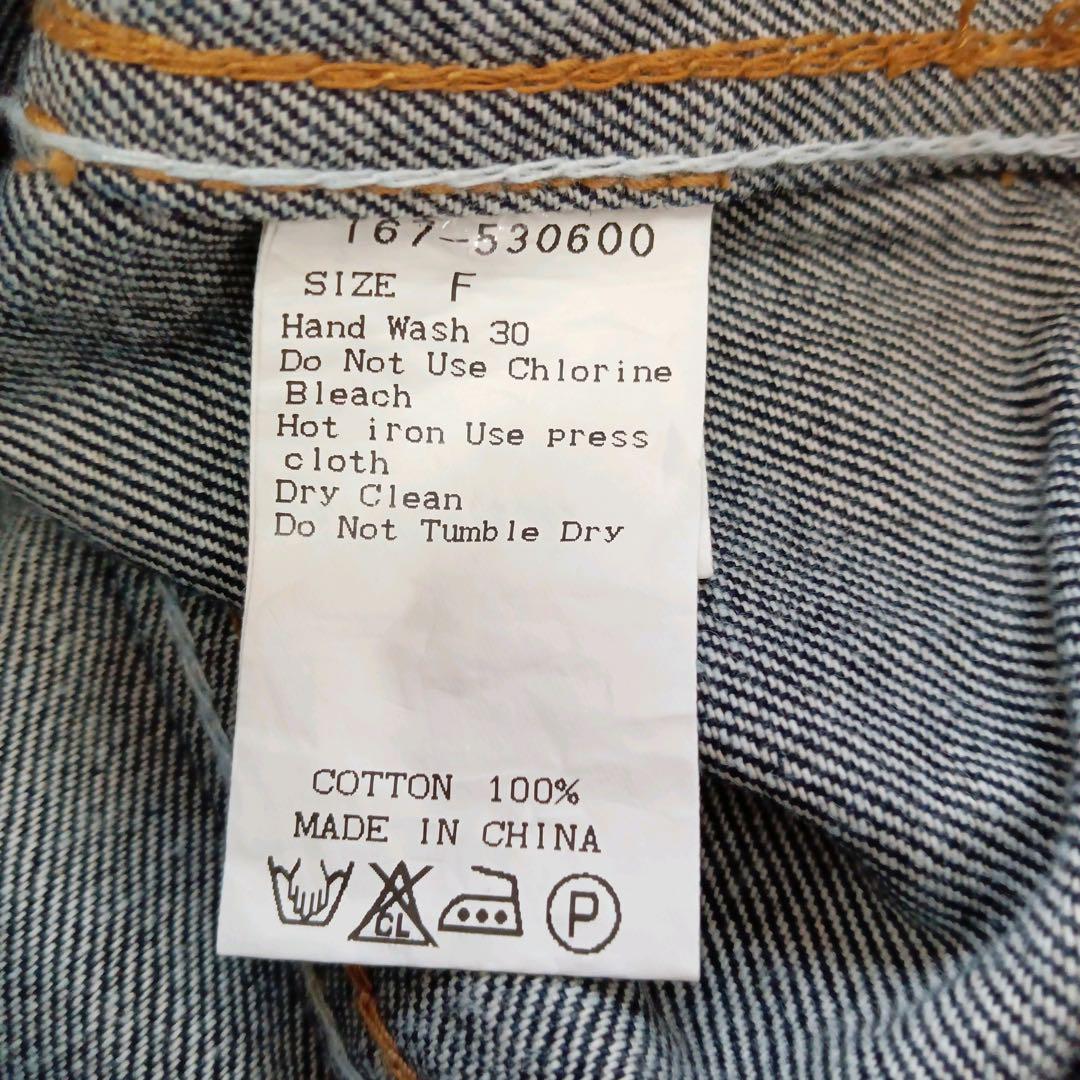 167-530600
SIZE F
Hand Wash 30
Do Not Use Chlorine
Bleach
Hot iron Use press
cloth
Dry Clean
Do Not Tumble Dry
COTTON 100%
MADE IN CHINA
CL
P